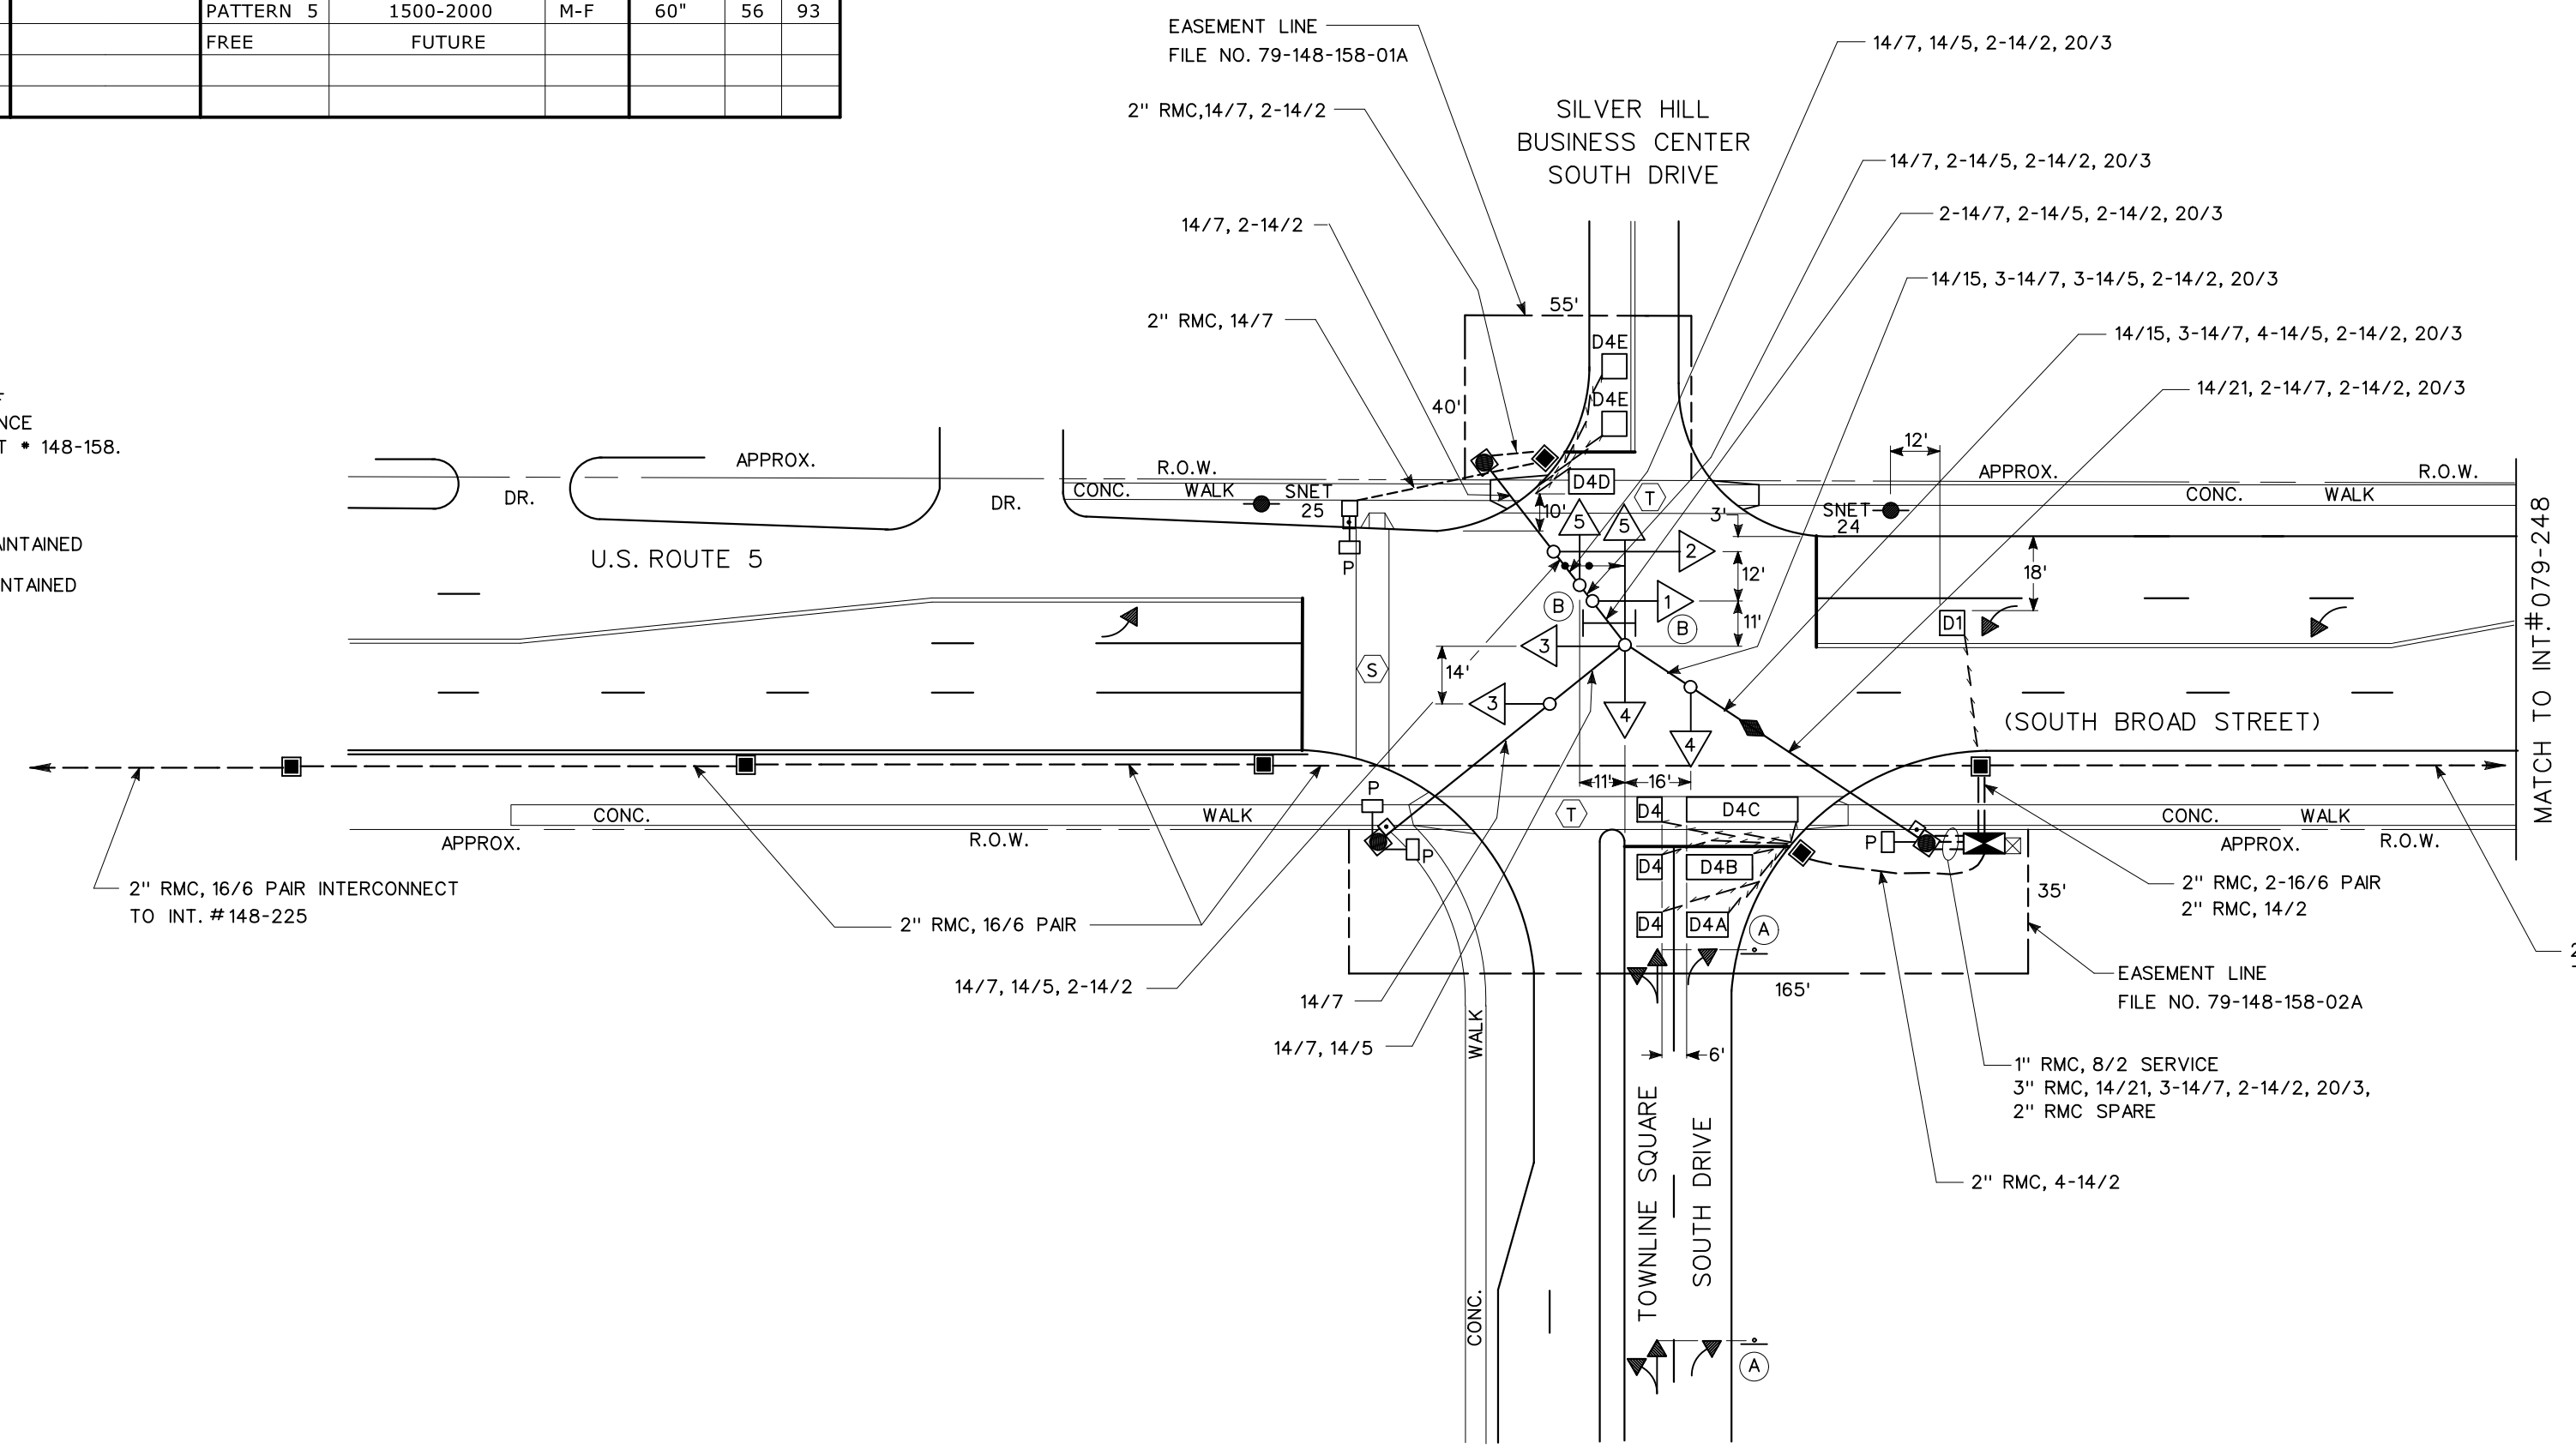 PATTERN 5 1500-2000 M-F 60" 56 93
FREE FUTURE
EASEMENT LINE
FILE NO. 79-148-158-01A
2" RMC,14/7, 2-14/2
14/7, 2-14/2
2" RMC, 14/7
SILVER HILL
BUSINESS CENTER
SOUTH DRIVE
14/7, 14/5, 2-14/2, 20/3
14/7, 2-14/5, 2-14/2, 20/3
2-14/7, 2-14/5, 2-14/2, 20/3
14/15, 3-14/7, 3-14/5, 2-14/2, 20/3
14/15, 3-14/7, 4-14/5, 2-14/2, 20/3
14/21, 2-14/7, 2-14/2, 20/3
T * 148-158.
55'
40'
D4E
D4E
D4D
T
10'
5
5
3'
2
12'
1
11'
B
B
3
3
14'
4
4
11'
16'
S
12'
18'
D1
APPROX.
R.O.W.
DR.
DR.
CONC. WALK
SNET
25
P
U.S. ROUTE 5
APPROX.
R.O.W.
CONC. WALK
SNET
24
MATCH TO INT.#079-248
(SOUTH BROAD STREET)
CONC. WALK
APPROX. R.O.W.
P
P
T
D4
D4C
D4
D4B
D4
D4A
A
P
CONC. WALK
APPROX. R.O.W.
35'
165'
2" RMC, 16/6 PAIR INTERCONNECT
TO INT. #148-225
2" RMC, 16/6 PAIR
14/7, 14/5, 2-14/2
14/7
14/7, 14/5
2" RMC, 2-16/6 PAIR
2" RMC, 14/2
EASEMENT LINE
FILE NO. 79-148-158-02A
1" RMC, 8/2 SERVICE
3" RMC, 14/21, 3-14/7, 2-14/2, 20/3,
2" RMC SPARE
2" RMC, 4-14/2
6'
WALK
CONC.
TOWNLINE SQUARE
SOUTH DRIVE
A